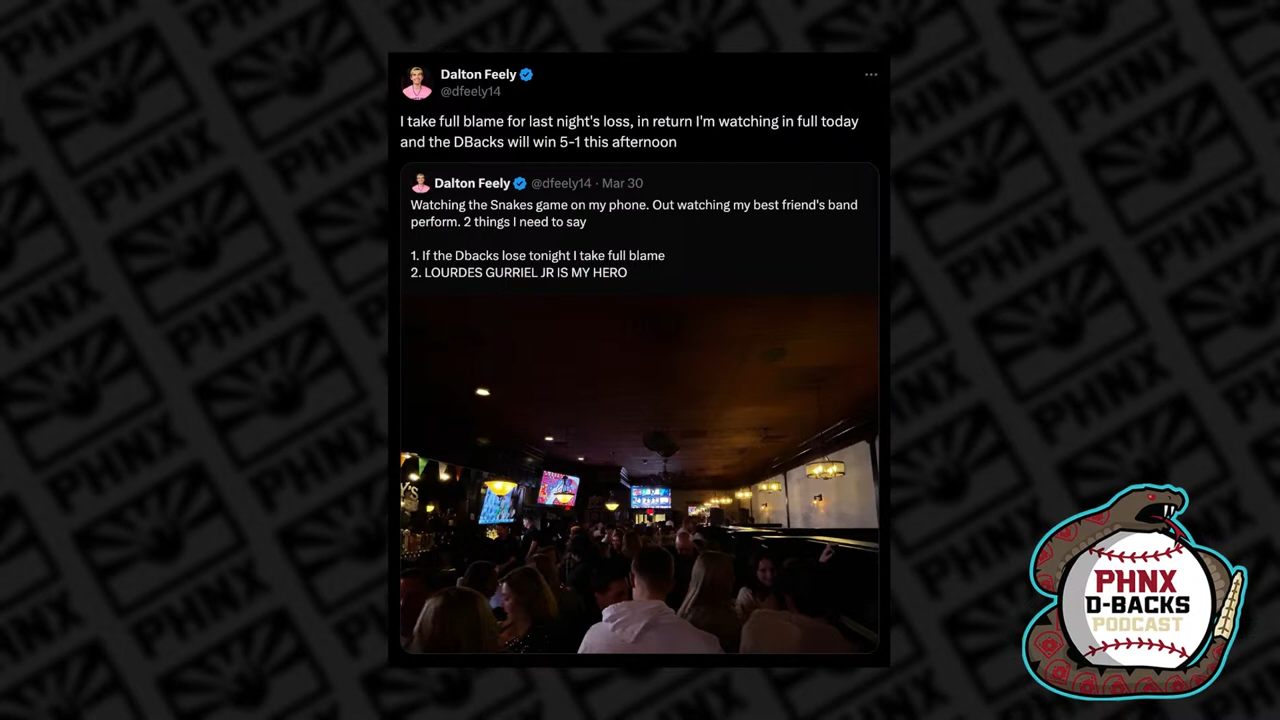 Dalton Feely
@dfeely14
I take full blame for last night's loss, in return I'm watching in full today
and the DBacks will win 5-1 this afternoon
Dalton Feely @dfeely14 · Mar 30
Watching the Snakes game on my phone. Out watching my best friend's band
perform. 2 things I need to say
1. If the Dbacks lose tonight I take full blame
2. LOURDES GURRIEL JR IS MY HERO
PHNX
D-BACKS
PODCAST
PHNX